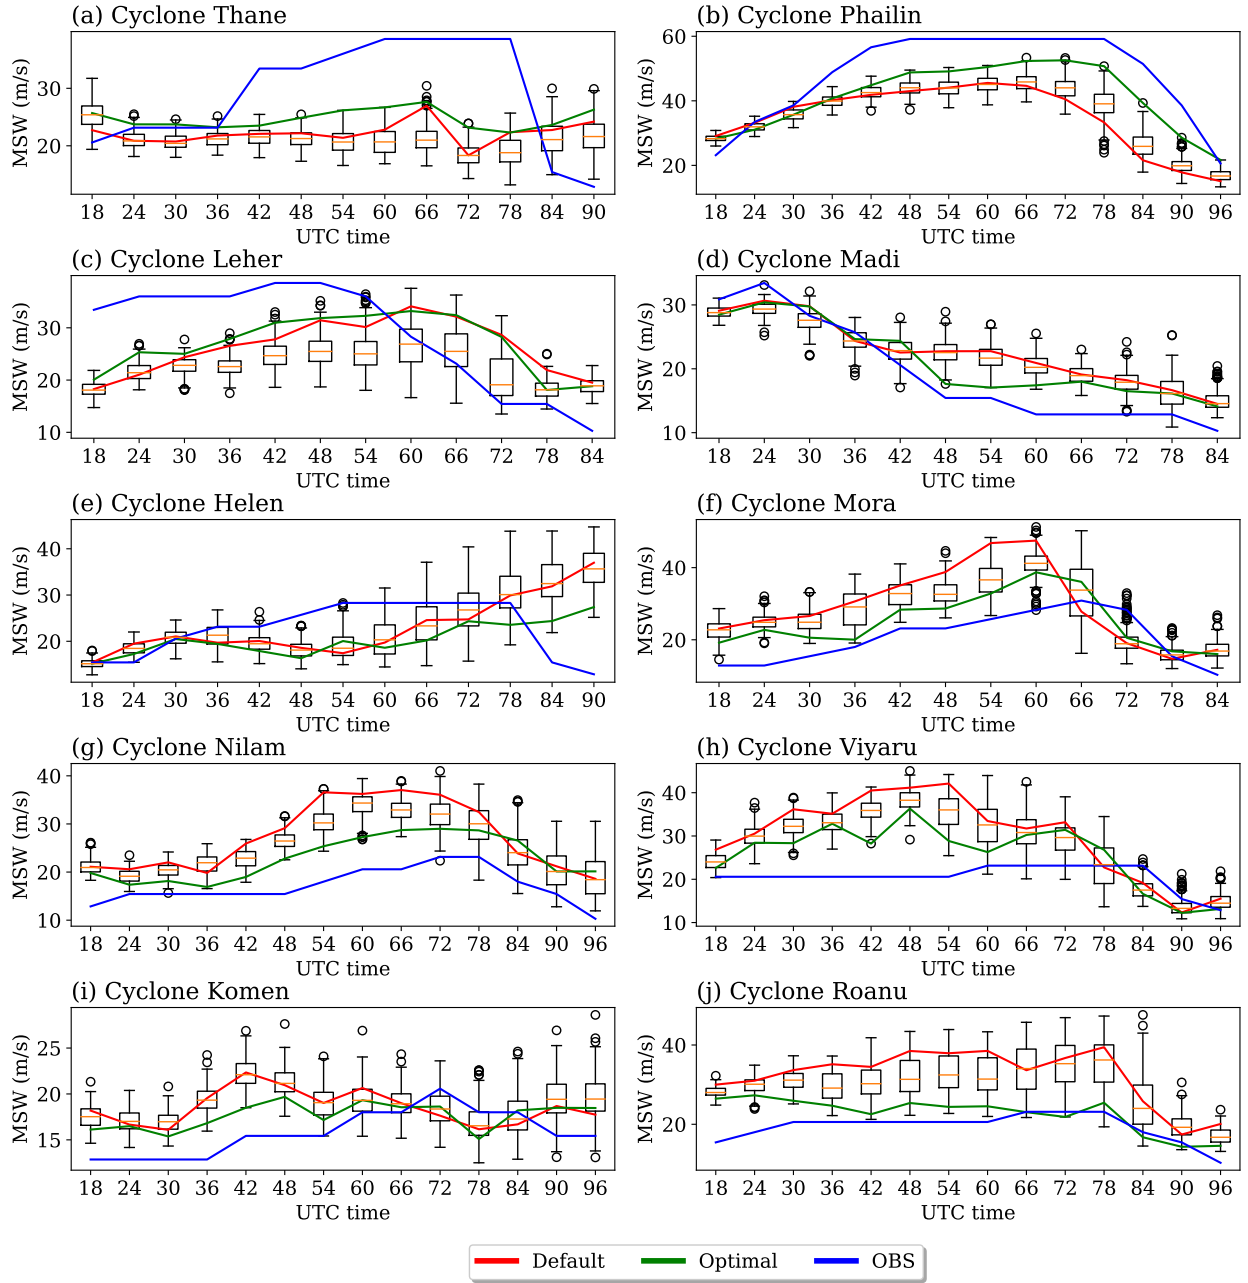 (a) Cyclone Thane
MSW (m/s)
30
20
18 24 30 36 42 48 54 60 66 72 78 84 90
UTC time
(b) Cyclone Phailin
MSW (m/s)
60
40
20
18 24 30 36 42 48 54 60 66 72 78 84 90 96
UTC time
(c) Cyclone Leher
MSW (m/s)
30
20
10
18 24 30 36 42 48 54 60 66 72 78 84
UTC time
(d) Cyclone Madi
MSW (m/s)
30
20
10
18 24 30 36 42 48 54 60 66 72 78 84
UTC time
(e) Cyclone Helen
MSW (m/s)
40
30
20
18 24 30 36 42 48 54 60 66 72 78 84 90
UTC time
(f) Cyclone Mora
MSW (m/s)
40
20
18 24 30 36 42 48 54 60 66 72 78 84
UTC time
(g) Cyclone Nilam
MSW (m/s)
40
30
20
10
18 24 30 36 42 48 54 60 66 72 78 84 90 96
UTC time
(h) Cyclone Viyaru
MSW (m/s)
40
30
20
10
18 24 30 36 42 48 54 60 66 72 78 84 90 96
UTC time
(i) Cyclone Komen
MSW (m/s)
25
20
15
18 24 30 36 42 48 54 60 66 72 78 84 90 96
UTC time
(j) Cyclone Roanu
MSW (m/s)
40
20
18 24 30 36 42 48 54 60 66 72 78 84 90 96
UTC time
Default Optimal OBS